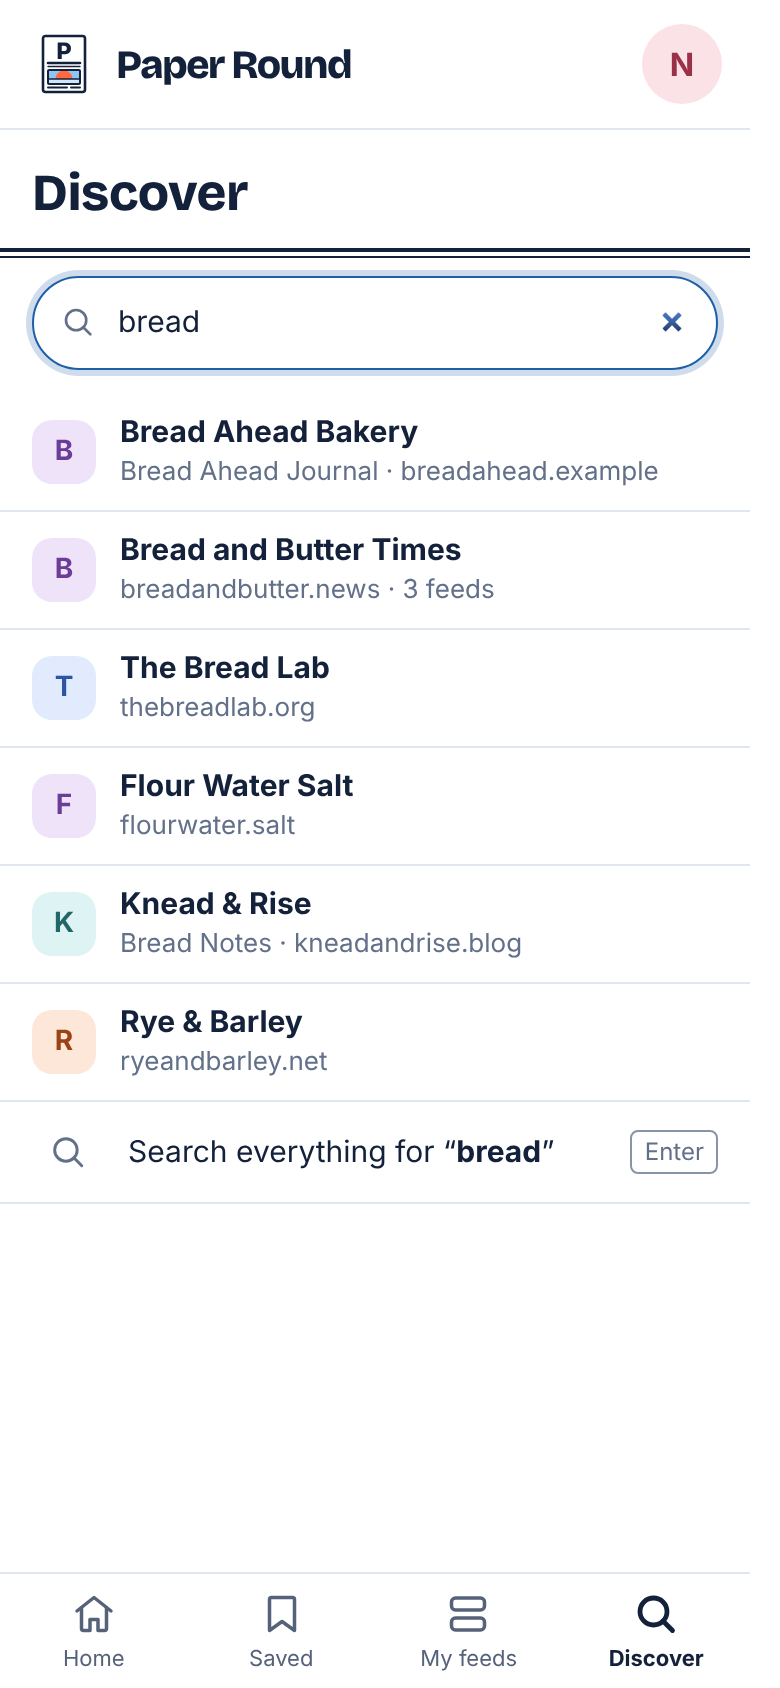 P
Paper Round
N
Discover
bread
B
Bread Ahead Bakery
Bread Ahead Journal · breadahead.example
B
Bread and Butter Times
breadandbutter.news · 3 feeds
T
The Bread Lab
thebreadlab.org
F
Flour Water Salt
flourwater.salt
K
Knead & Rise
Bread Notes · kneadandrise.blog
R
Rye & Barley
ryeandbarley.net
Search everything for “bread”
Enter
Home
Saved
My feeds
Discover